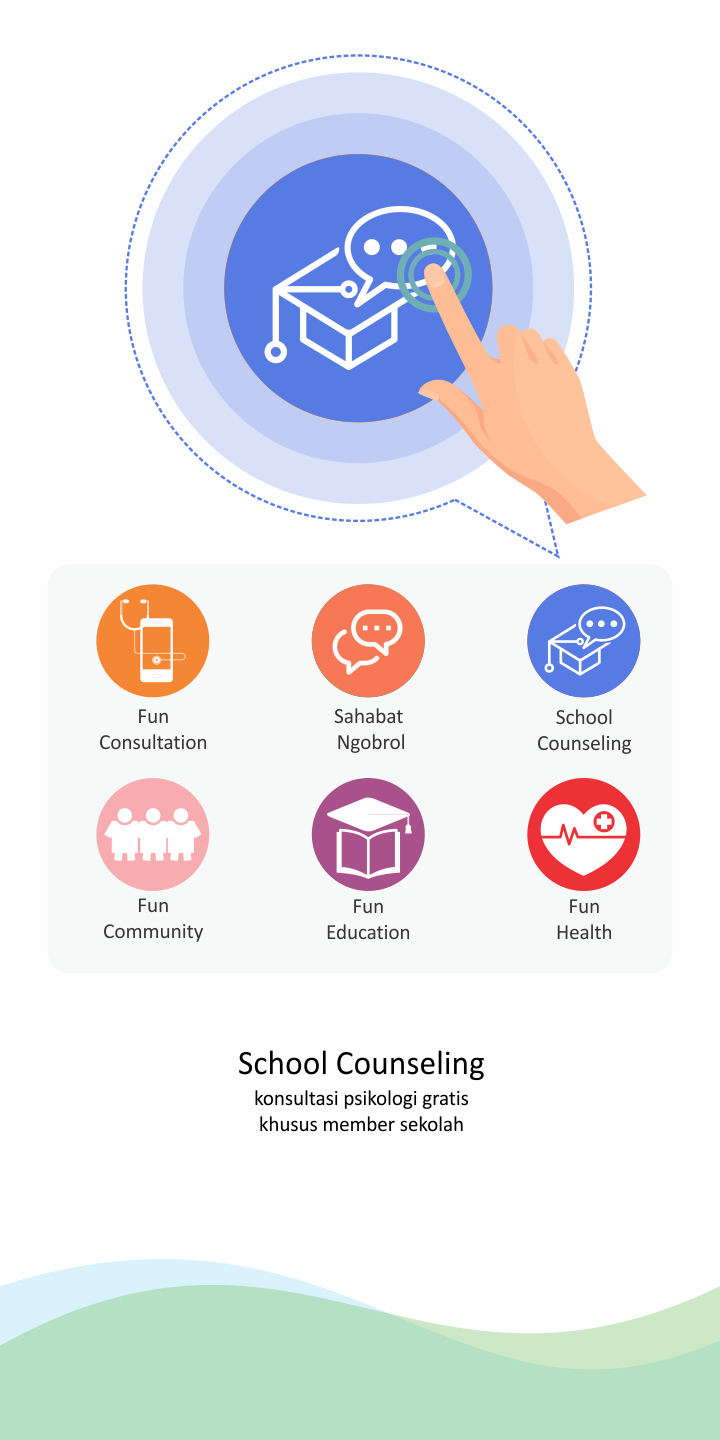 Fun
Consultation
Sahabat
Ngobrol
School
Counseling
Fun
Community
Fun
Education
Fun
Health
School Counseling
konsultasi psikologi gratis
khusus member sekolah